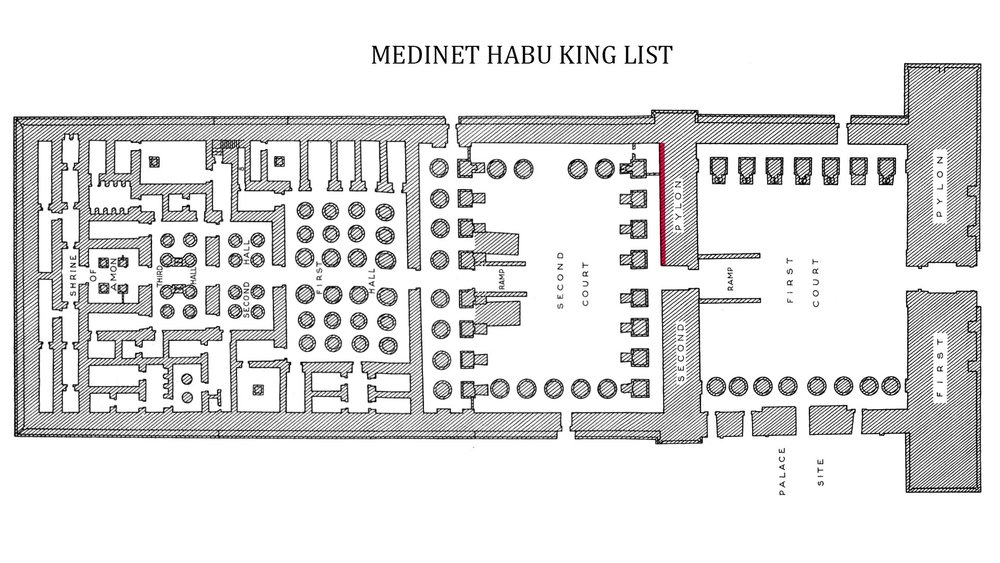 MEDINET HABU KING LIST
SHRINE
OF
AMON
THIRD
HALL
SECOND
HALL
FIRST
HALL
RAMP
SECOND
COURT
SECOND PYLON
RAMP
FIRST
COURT
PALACE
SITE
FIRST PYLON